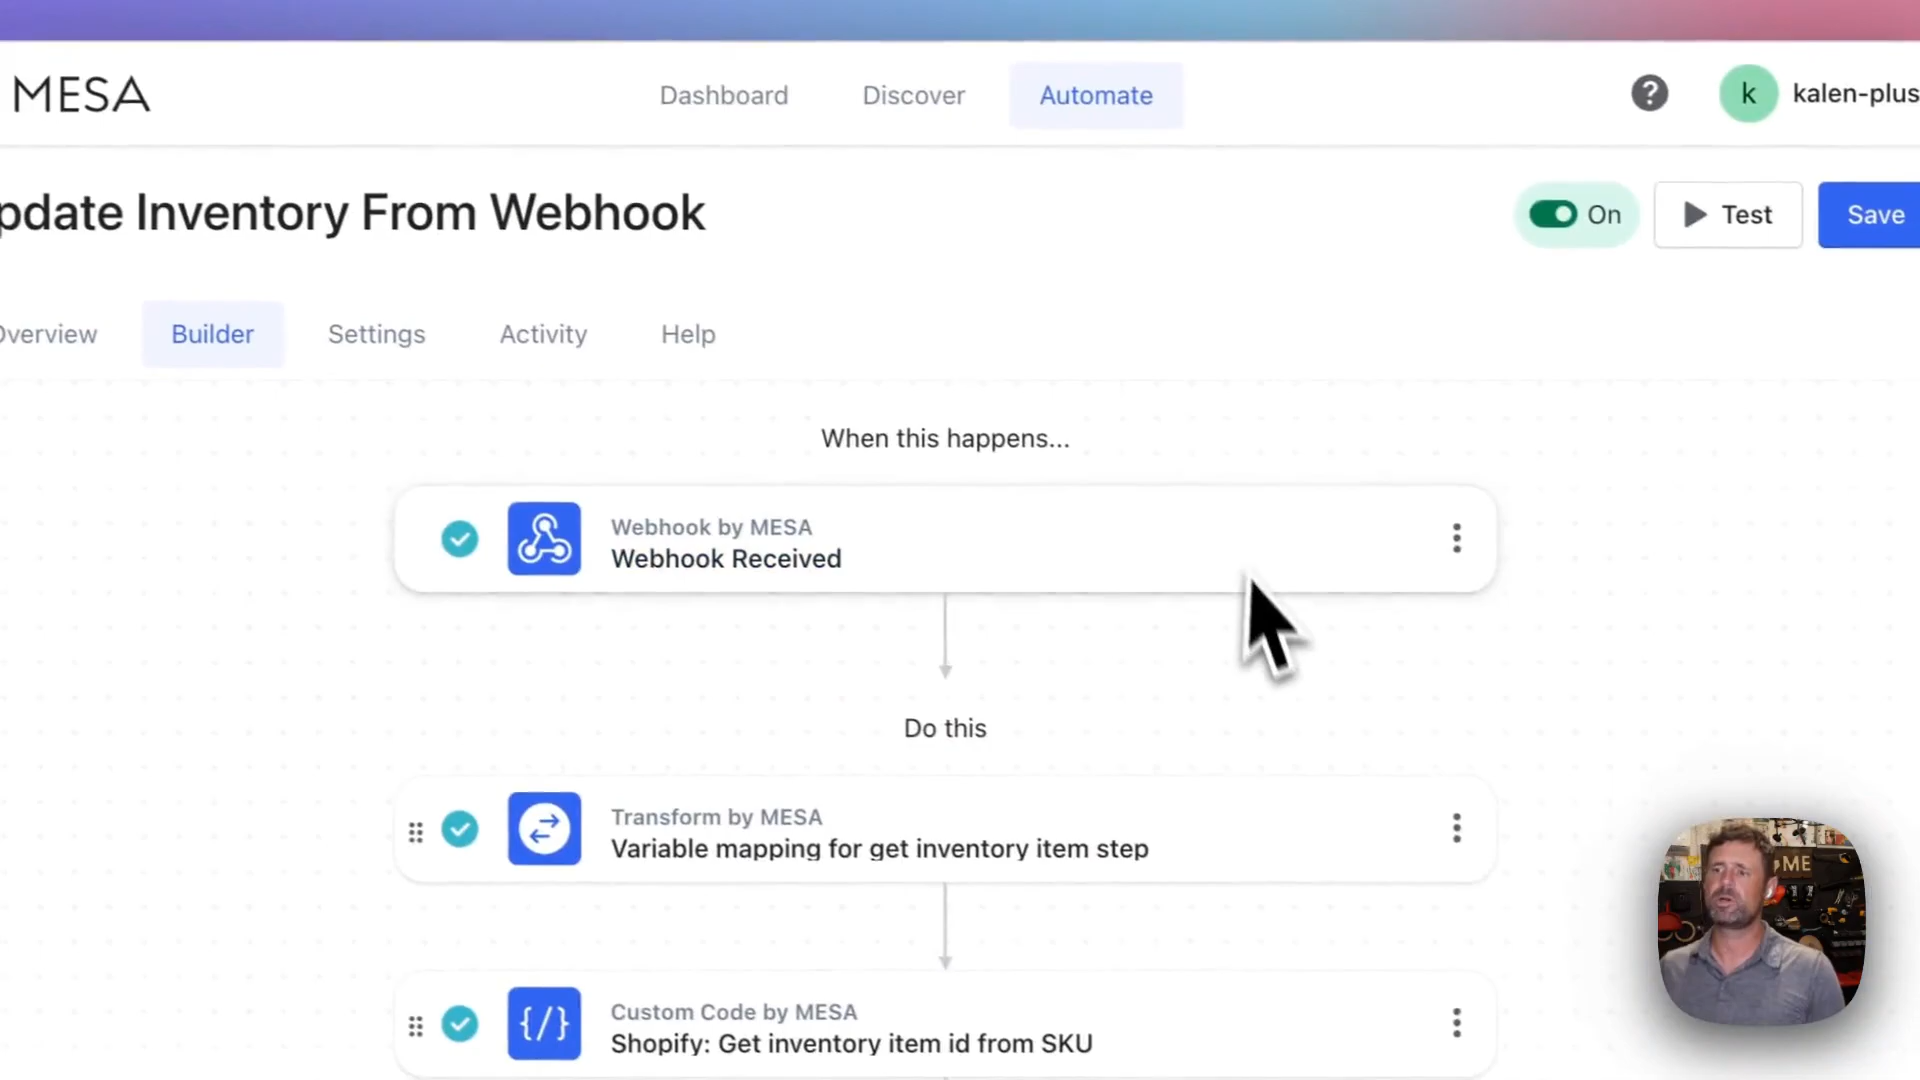 MESA
Dashboard
Discover
Automate
?
k
kalen-plus
pdate Inventory From Webhook
On
Test
Save
Overview
Builder
Settings
Activity
Help
When this happens...
Webhook by MESA
Webhook Received
Do this
Transform by MESA
Variable mapping for get inventory item step
{/}
Custom Code by MESA
Shopify: Get inventory item id from SKU
ME